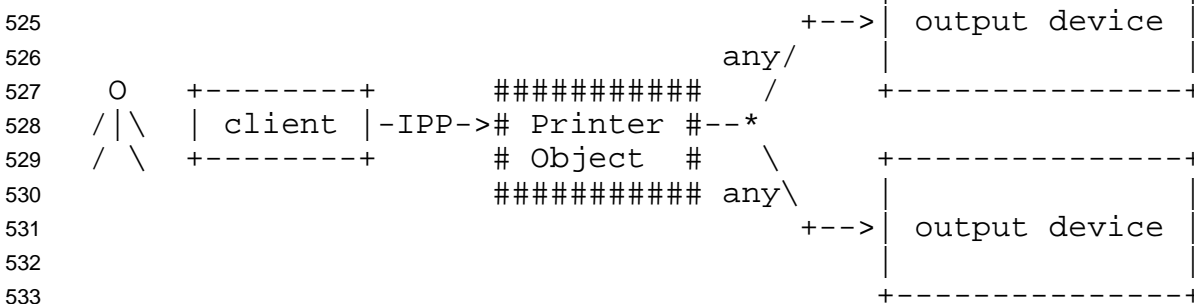 525                                        +-->| output device |
526                                    any/    |               |
527    O    +--------+      ###########   /     +---------------+
528   /|\   | client |-IPP-># Printer #--*
529   / \   +--------+      # Object  #   \     +---------------+
530                         ########### any\    |               |
531                                        +-->| output device |
532                                            |               |
533                                            +---------------+